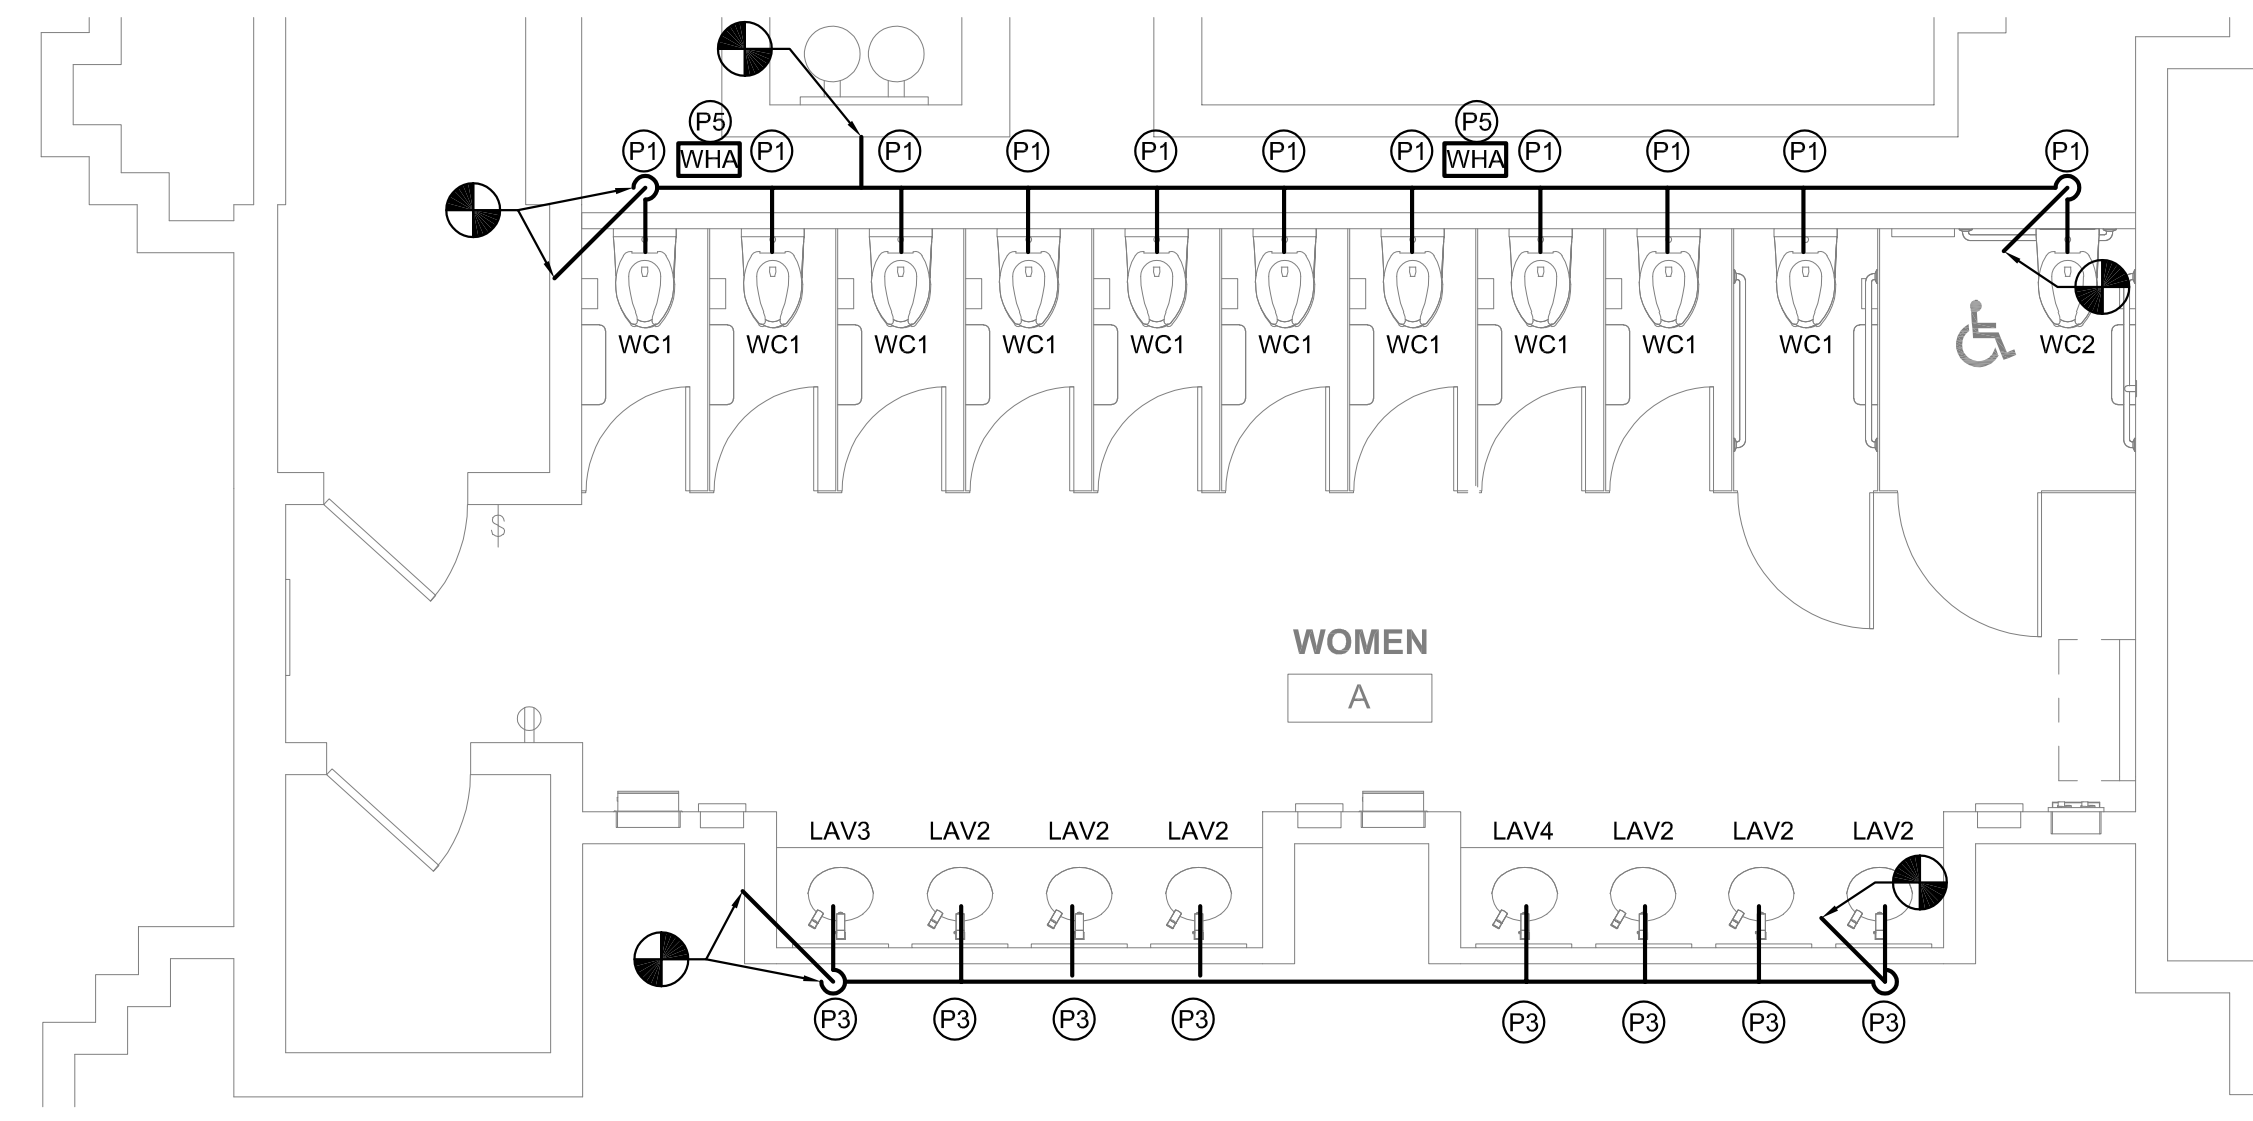 P5 P5
P1 P1 P1 P1 P1 P1 P1 P1 P1 P1 P1
WHA WHA
WC1 WC1 WC1 WC1 WC1 WC1 WC1 WC1 WC1 WC1 WC2
S
WOMEN
A
LAV3 LAV2 LAV2 LAV2 LAV4 LAV2 LAV2 LAV2
P3 P3 P3 P3 P3 P3 P3 P3